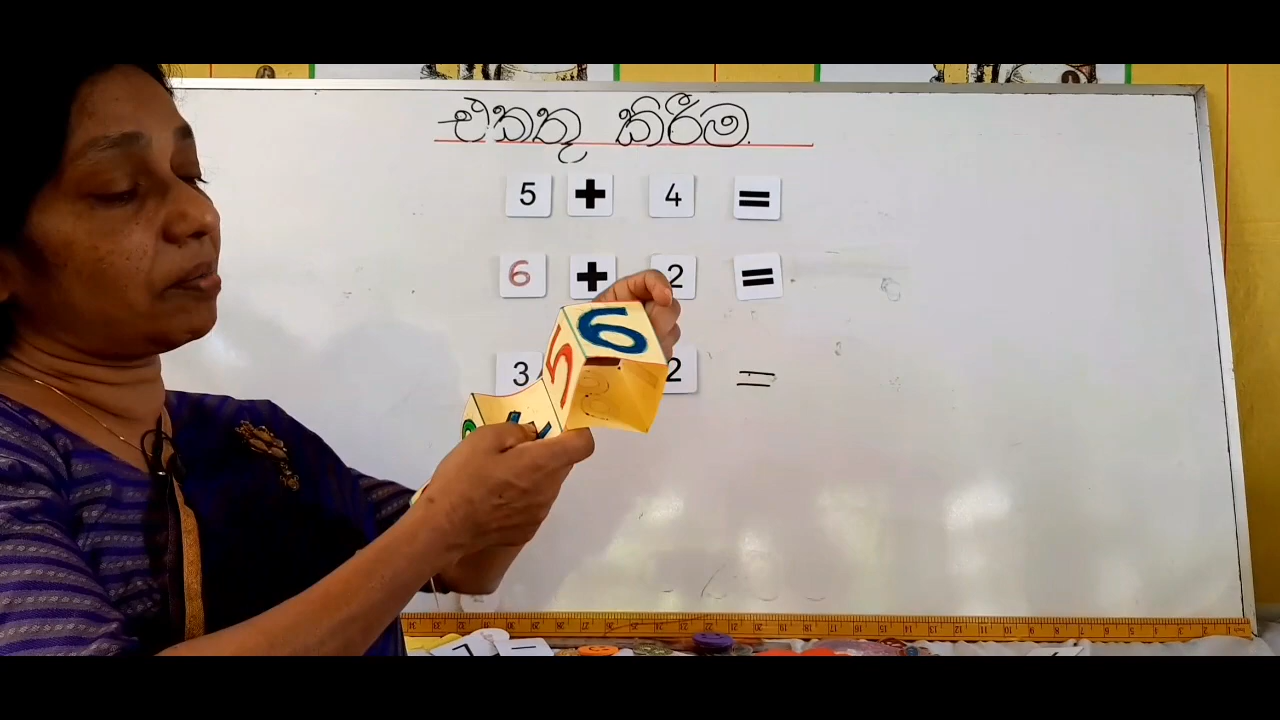 එකතු කිරීම.
5 + 4 =
6 + 2 =
3 2 =
6
5